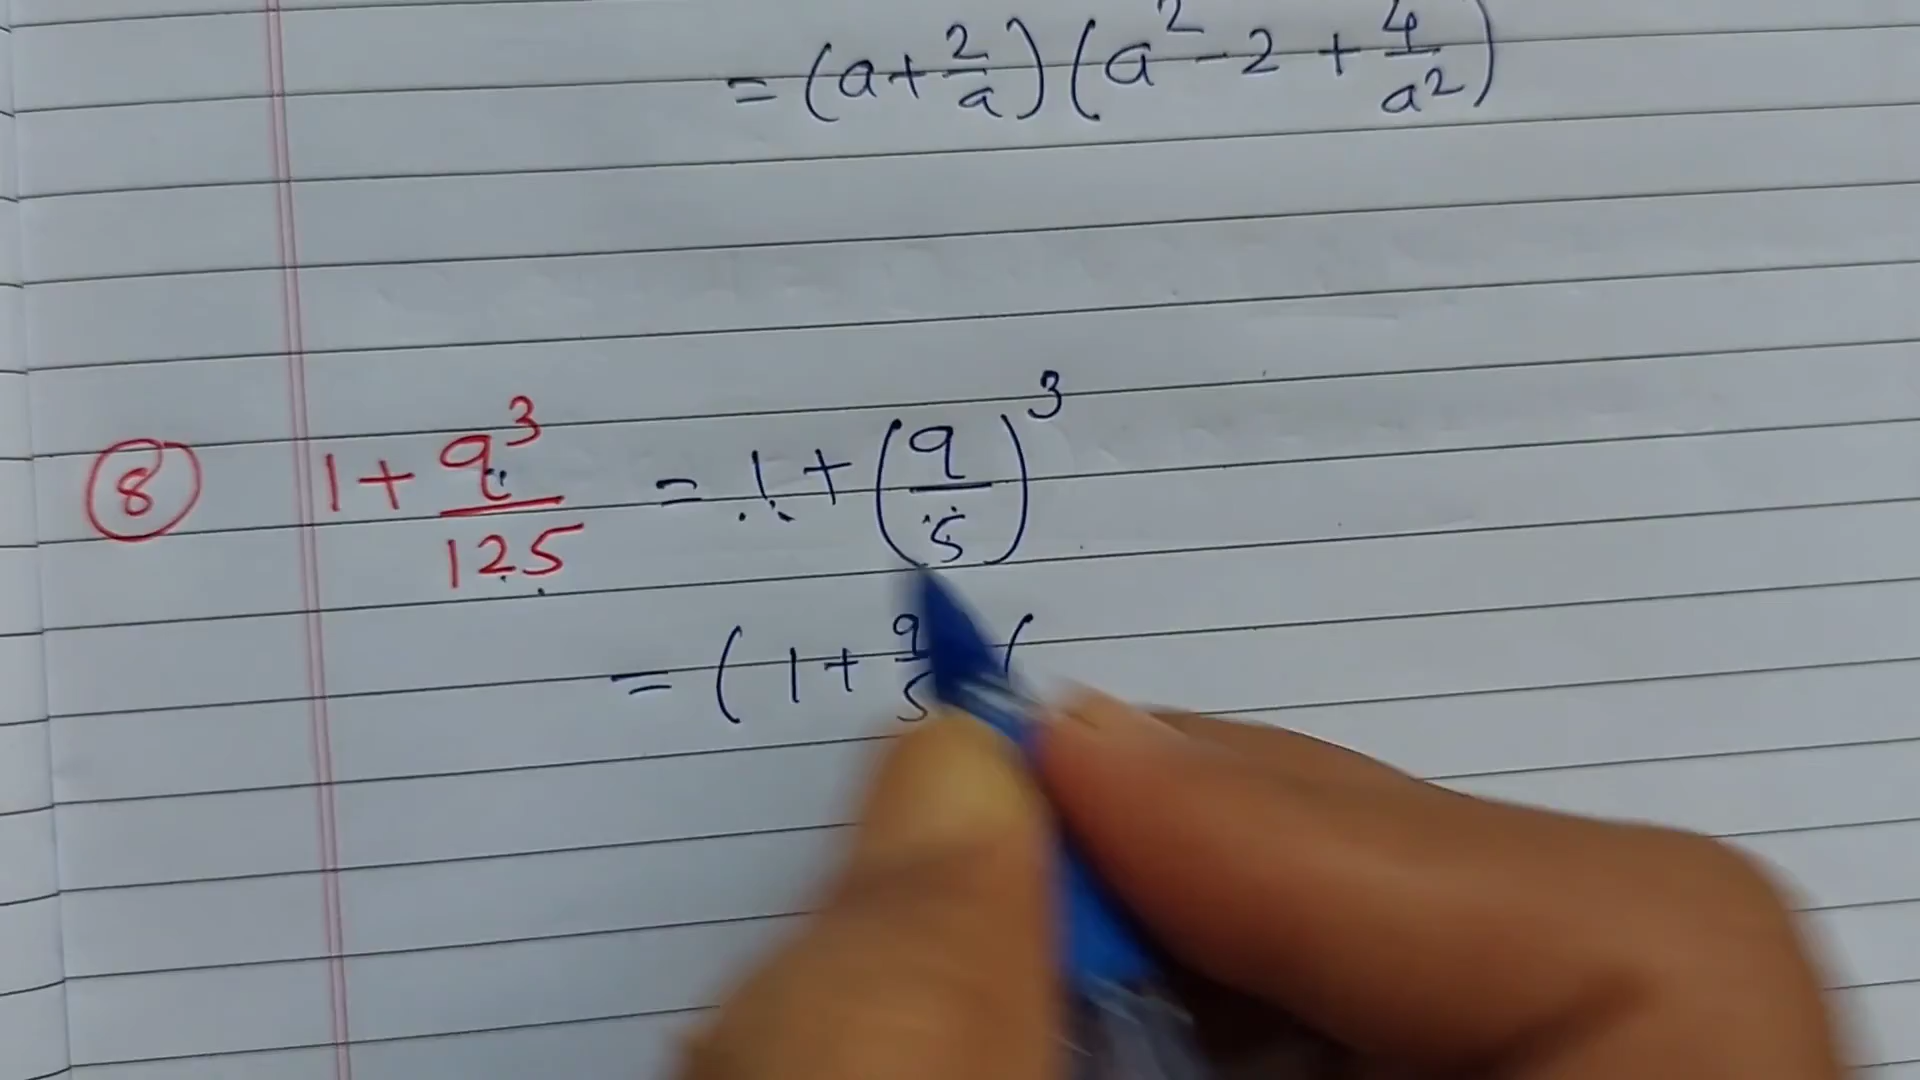 = (a + 2/a) (a² - 2 + 4/a²)
⑧ 1 + q³/125 = 1 + (q/5)³
= (1 + q/5 (